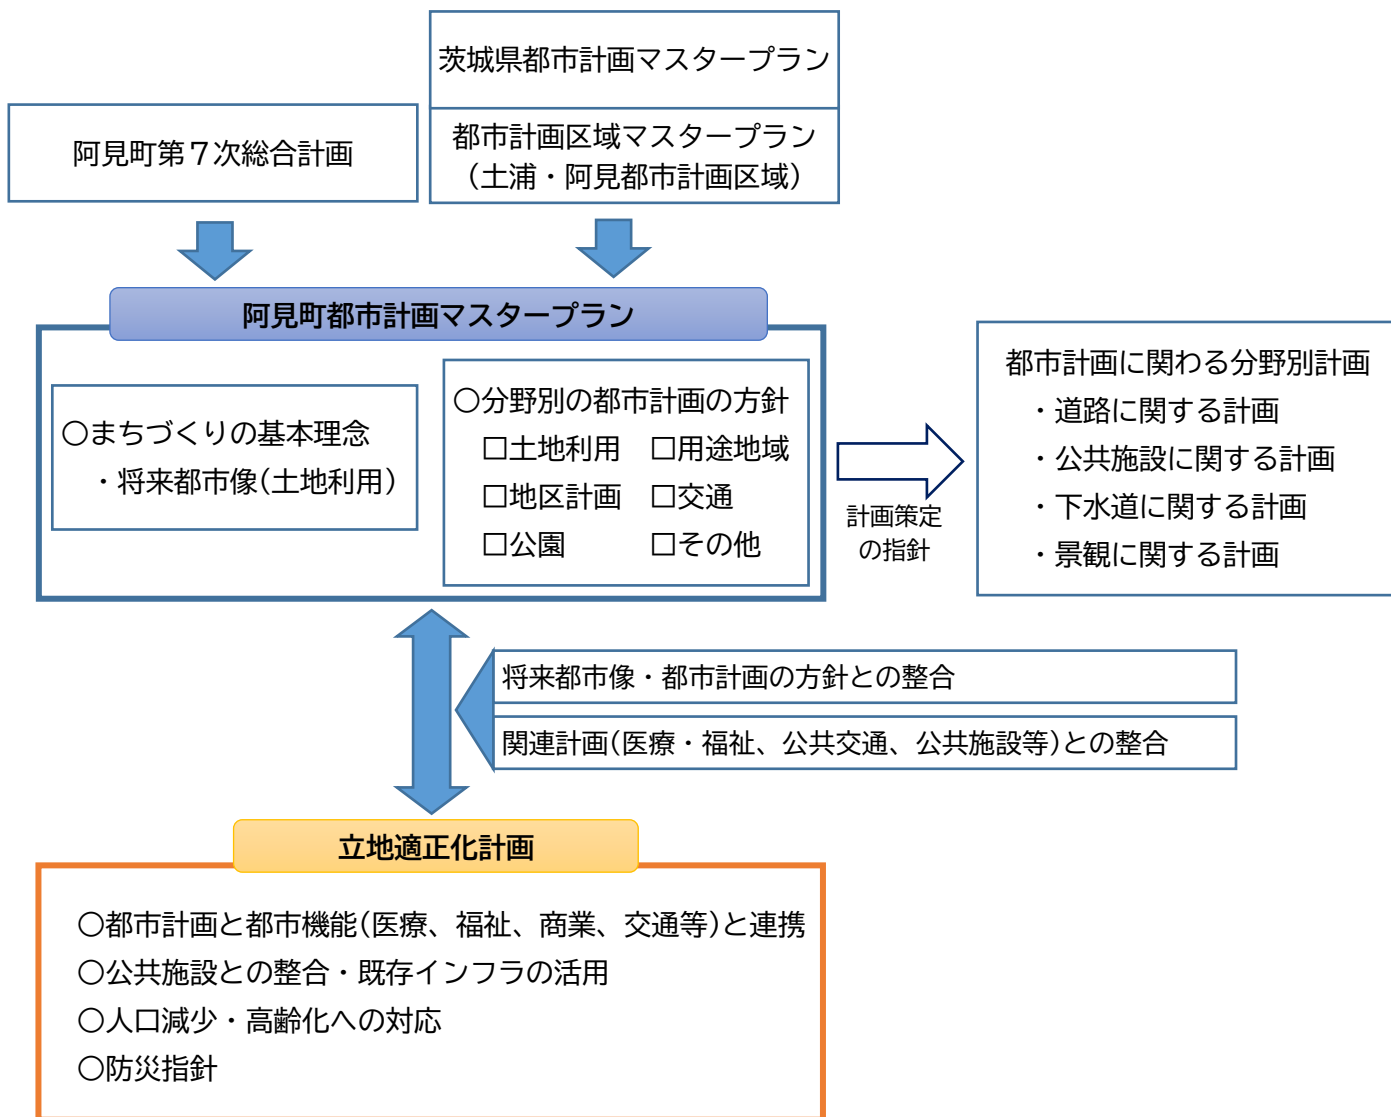 茨城県都市計画マスタープラン
阿見町第７次総合計画
都市計画区域マスタープラン
（土浦・阿見都市計画区域）
阿見町都市計画マスタープラン
〇まちづくりの基本理念
・将来都市像(土地利用)
〇分野別の都市計画の方針
□土地利用　□用途地域
□地区計画　□交通
□公園　□その他
計画策定
の指針
都市計画に関わる分野別計画
・道路に関する計画
・公共施設に関する計画
・下水道に関する計画
・景観に関する計画
将来都市像・都市計画の方針との整合
関連計画(医療・福祉、公共交通、公共施設等)との整合
立地適正化計画
〇都市計画と都市機能(医療、福祉、商業、交通等)と連携
〇公共施設との整合・既存インフラの活用
〇人口減少・高齢化への対応
〇防災指針